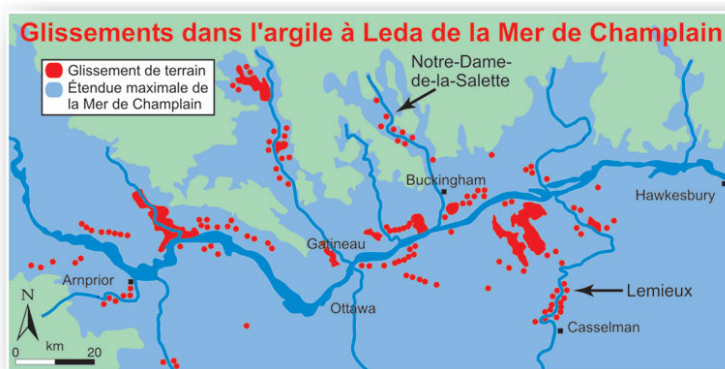 Glissements dans l'argile à Leda de la Mer de Champlain
Glissement de terrain
Étendue maximale de
la Mer de Champlain
Notre-Dame-
de-la-Salette
Buckingham
Hawkesbury
Gatineau
Arnprior
Ottawa
Lemieux
Casselman
N
km
0 20